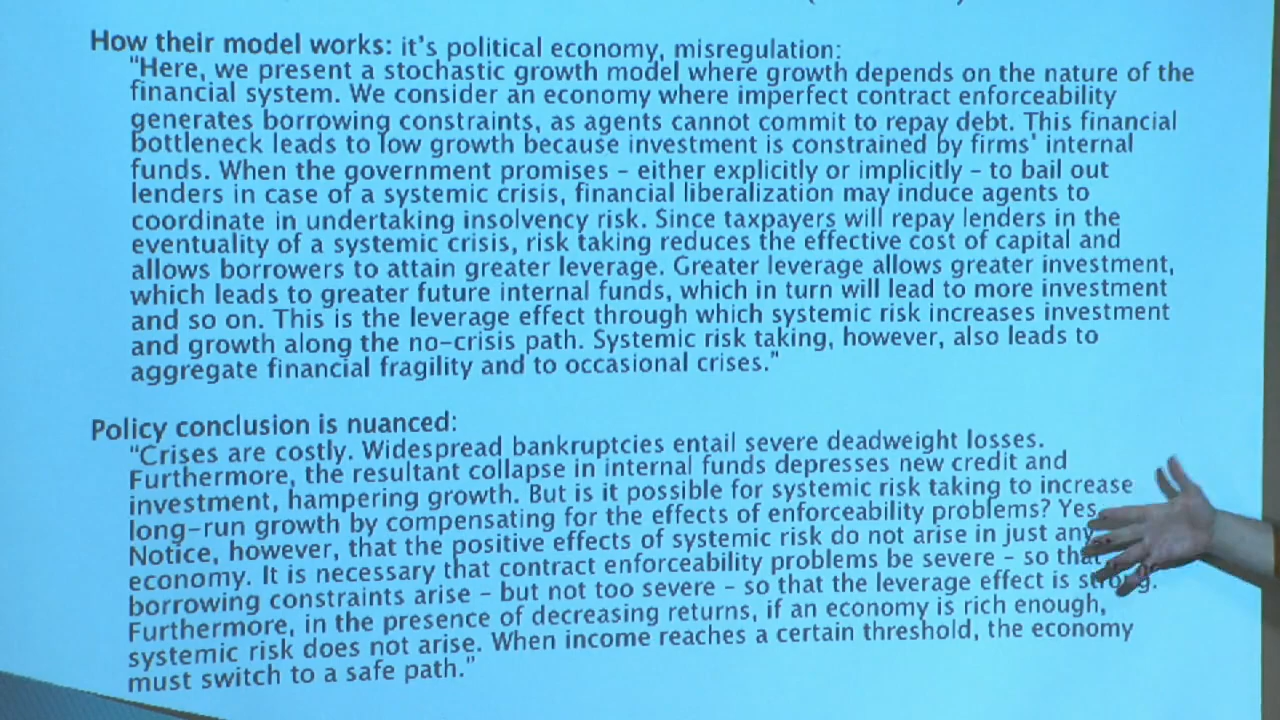 How their model works: it's political economy, misregulation:
"Here, we present a stochastic growth model where growth depends on the nature of the
financial system. We consider an economy where imperfect contract enforceability
generates borrowing constraints, as agents cannot commit to repay debt. This financial
bottleneck leads to low growth because investment is constrained by firms' internal
funds. When the government promises – either explicitly or implicitly – to bail out
lenders in case of a systemic crisis, financial liberalization may induce agents to
coordinate in undertaking insolvency risk. Since taxpayers will repay lenders in the
eventuality of a systemic crisis, risk taking reduces the effective cost of capital and
allows borrowers to attain greater leverage. Greater leverage allows greater investment,
which leads to greater future internal funds, which in turn will lead to more investment
and so on. This is the leverage effect through which systemic risk increases investment
and growth along the no-crisis path. Systemic risk taking, however, also leads to
aggregate financial fragility and to occasional crises."
Policy conclusion is nuanced:
"Crises are costly. Widespread bankruptcies entail severe deadweight losses.
Furthermore, the resultant collapse in internal funds depresses new credit and
investment, hampering growth. But is it possible for systemic risk taking to increase
long-run growth by compensating for the effects of enforceability problems? Yes.
Notice, however, that the positive effects of systemic risk do not arise in just any
economy. It is necessary that contract enforceability problems be severe – so that
borrowing constraints arise – but not too severe – so that the leverage effect is strong.
Furthermore, in the presence of decreasing returns, if an economy is rich enough,
systemic risk does not arise. When income reaches a certain threshold, the economy
must switch to a safe path."